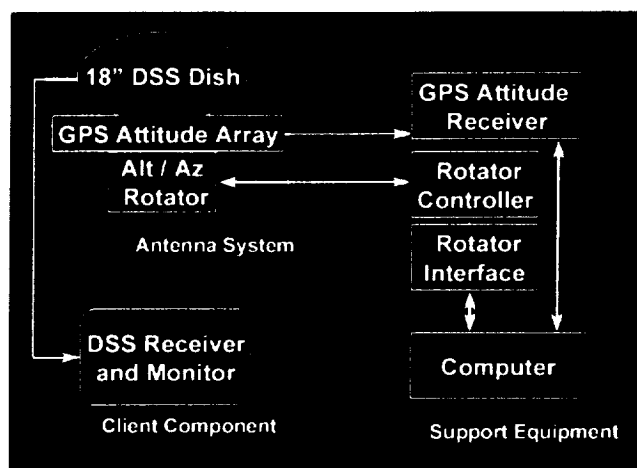 18" DSS Dish
GPS Attitude Array
Alt / Az
Rotator
Antenna System
DSS Receiver
and Monitor
Client Component
GPS Attitude
Receiver
Rotator
Controller
Rotator
Interface
Computer
Support Equipment